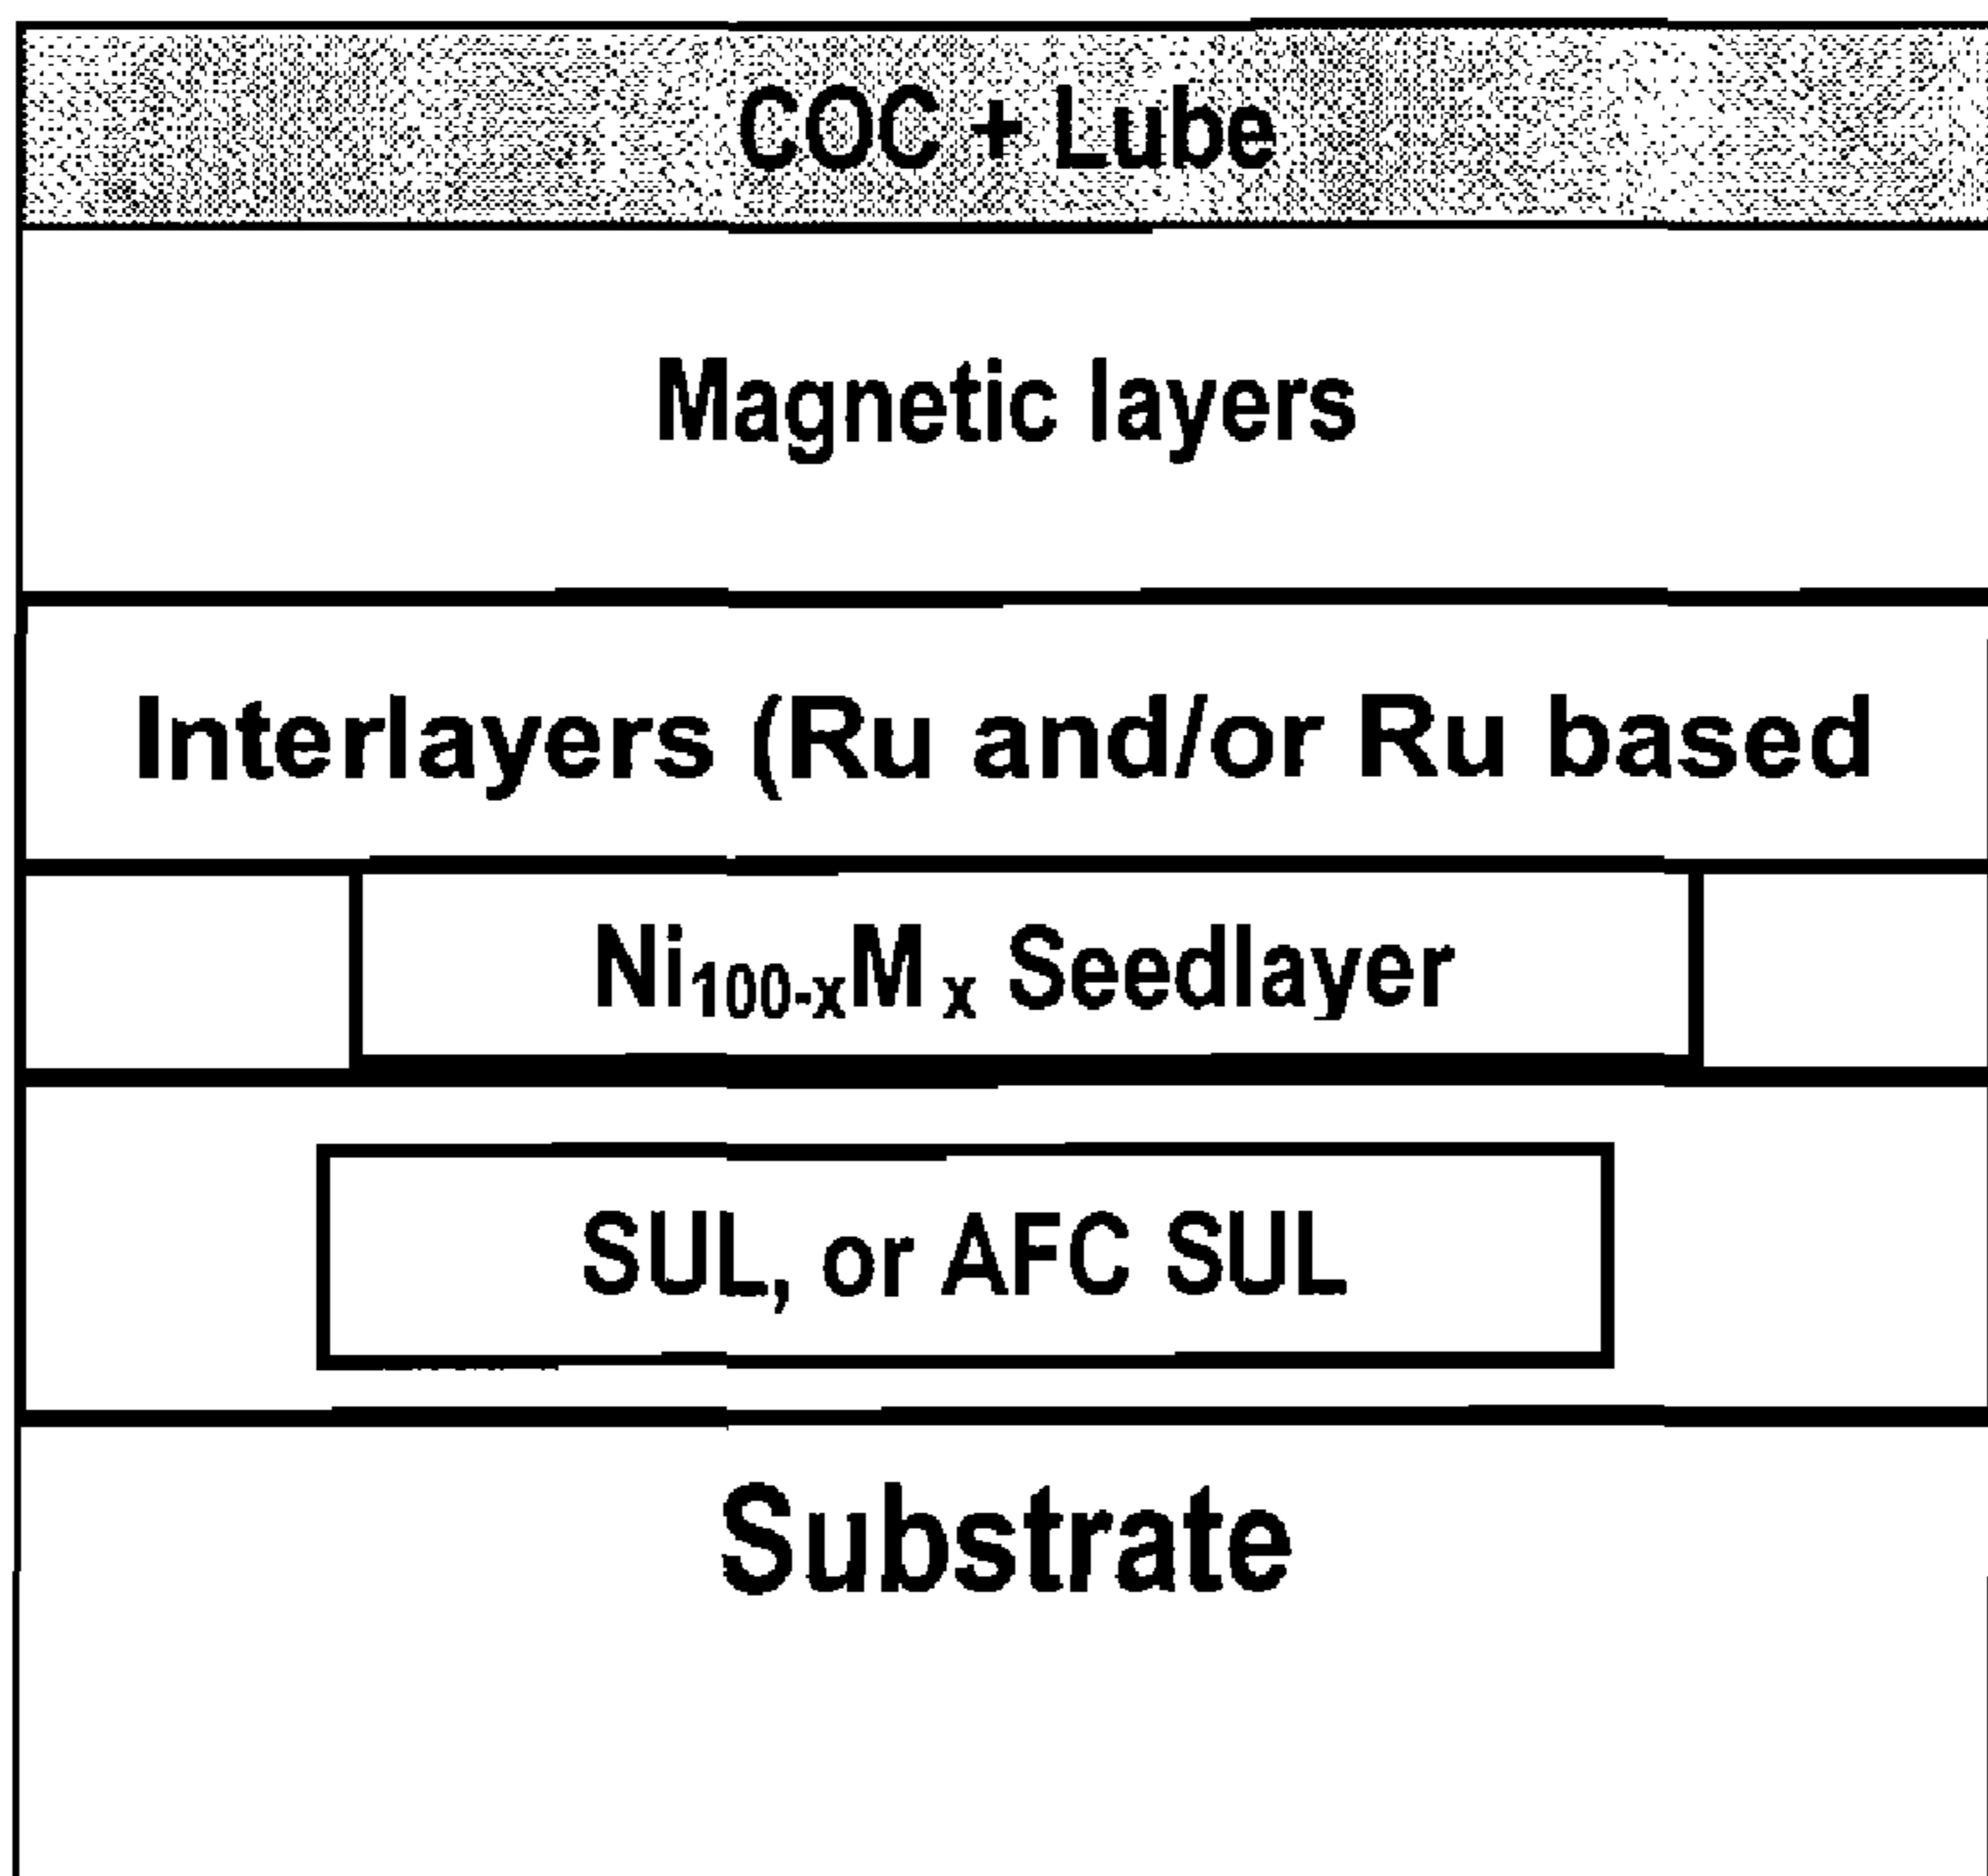 COC + Lube
Magnetic layers
Interlayers (Ru and/or Ru based
Ni₁₀₀₋ₓMₓ Seedlayer
SUL, or AFC SUL
Substrate